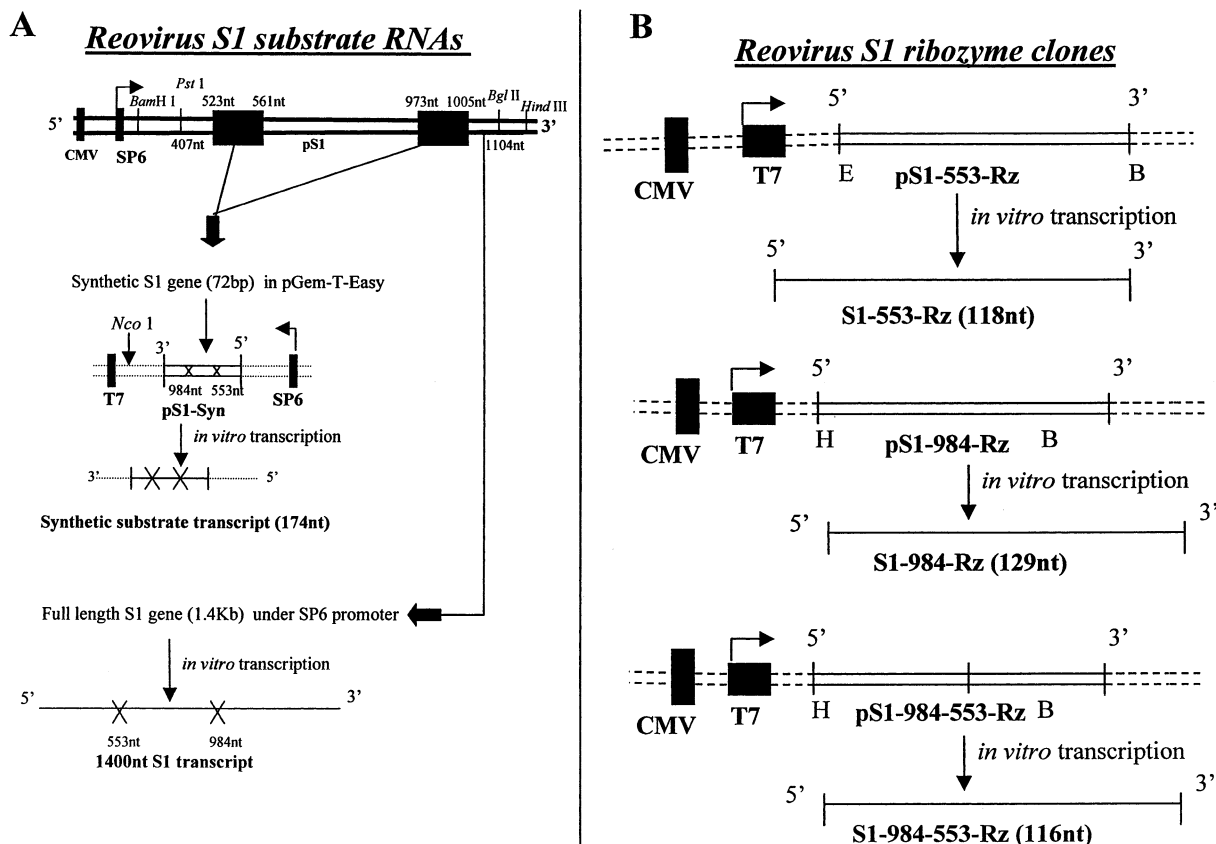 A
Reovirus S1 substrate RNAs
Pst 1
BamH 1
523nt
561nt
973nt
1005nt
Bgl II
Hind III
5’
3’
CMV
SP6
407nt
pS1
1104nt
Synthetic S1 gene (72bp) in pGem-T-Easy
Nco 1
3’
5’
984nt
553nt
T7
pS1-Syn
SP6
in vitro transcription
3’
5’
Synthetic substrate transcript (174nt)
Full length S1 gene (1.4Kb) under SP6 promoter
in vitro transcription
5’
3’
553nt
984nt
1400nt S1 transcript
B
Reovirus S1 ribozyme clones
5’
3’
CMV
T7
E
pS1-553-Rz
B
in vitro transcription
5’
3’
S1-553-Rz (118nt)
5’
3’
CMV
T7
H
pS1-984-Rz
B
in vitro transcription
5’
3’
S1-984-Rz (129nt)
5’
3’
CMV
T7
H
pS1-984-553-Rz
B
in vitro transcription
5’
3’
S1-984-553-Rz (116nt)